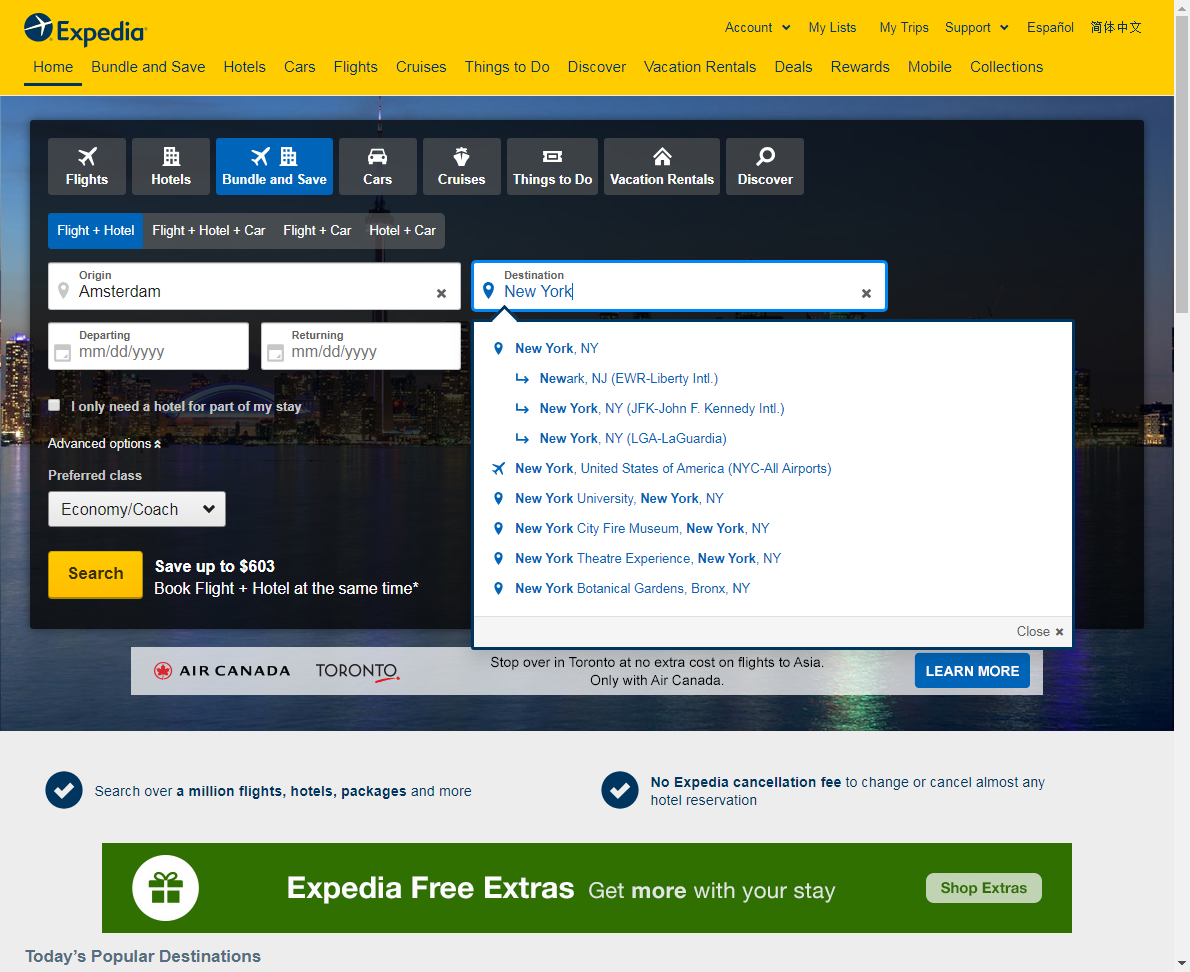 Expedia
Account My Lists My Trips Support Español 简体中文
Home Bundle and Save Hotels Cars Flights Cruises Things to Do Discover Vacation Rentals Deals Rewards Mobile Collections
Flights Hotels Bundle and Save Cars Cruises Things to Do Vacation Rentals Discover
Flight + Hotel Flight + Hotel + Car Flight + Car Hotel + Car
Origin
Amsterdam
Destination
New York
Departing
mm/dd/yyyy
Returning
mm/dd/yyyy
I only need a hotel for part of my stay
Advanced options
Preferred class
Economy/Coach
Search
Save up to $603
Book Flight + Hotel at the same time*
New York, NY
Newark, NJ (EWR-Liberty Intl.)
New York, NY (JFK-John F. Kennedy Intl.)
New York, NY (LGA-LaGuardia)
New York, United States of America (NYC-All Airports)
New York University, New York, NY
New York City Fire Museum, New York, NY
New York Theatre Experience, New York, NY
New York Botanical Gardens, Bronx, NY
Close
AIR CANADA TORONTO
Stop over in Toronto at no extra cost on flights to Asia.
Only with Air Canada.
LEARN MORE
Search over a million flights, hotels, packages and more
No Expedia cancellation fee to change or cancel almost any
hotel reservation
Expedia Free Extras Get more with your stay
Shop Extras
Today's Popular Destinations